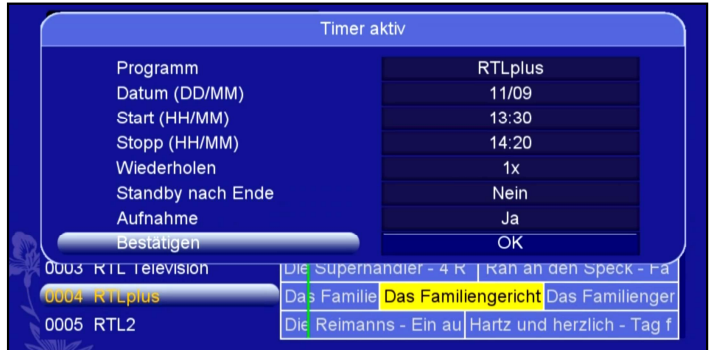 Timer aktiv
Programm RTLplus
Datum (DD/MM) 11/09
Start (HH/MM) 13:30
Stopp (HH/MM) 14:20
Wiederholen 1x
Standby nach Ende Nein
Aufnahme Ja
Bestätigen OK
0003 RTL Television Die Supernändler - 4 R Ran an den Speck - Fa
0004 RTLplus Das Familie Das Familiengericht Das Familienger
0005 RTL2 Die Reimanns - Ein au Hartz und herzlich - Tag f